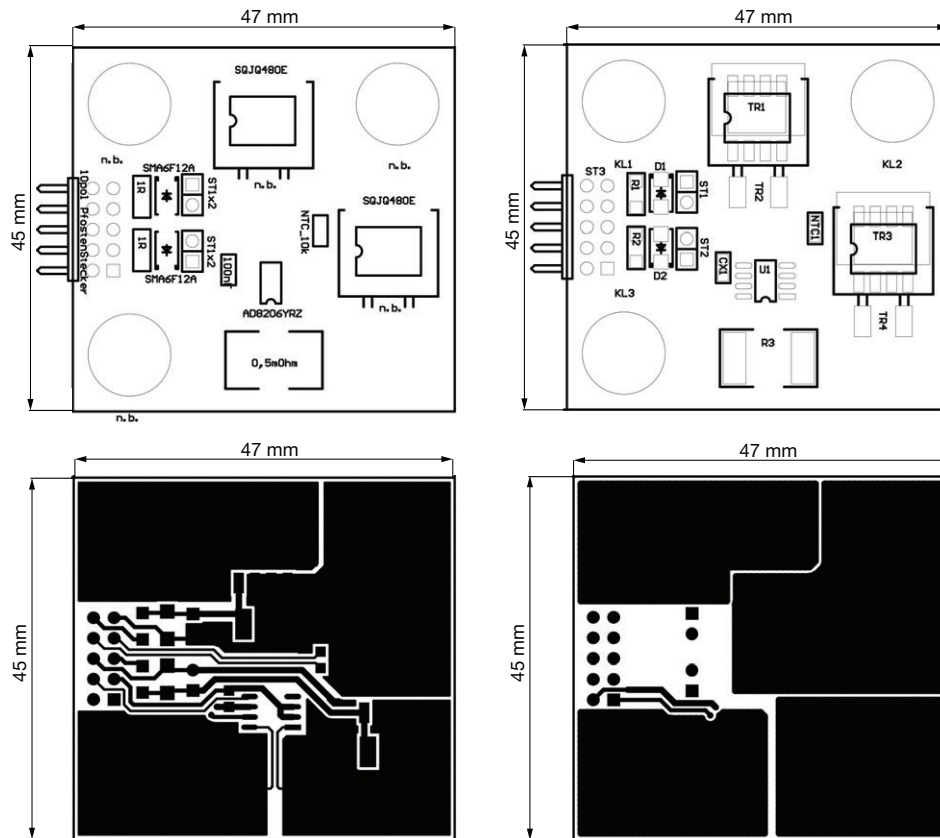 47 mm
47 mm
SQJQ480E
n.b.
n.b.
n.b.
SMA6F12A
1R
ST1x2
10pol Pfostenstecker
45 mm
SQJQ480E
NTC_10k
1R
ST1x2
SMA6F12A
100nF
AD8206YRZ
n.b.
0,5mOhm
n.b.
TR1
KL1
D1
KL2
ST3
R1
ST1
TR2
45 mm
NTC1
TR3
R2
ST2
D2
CX1
U1
KL3
TR4
R3
47 mm
47 mm
45 mm
45 mm